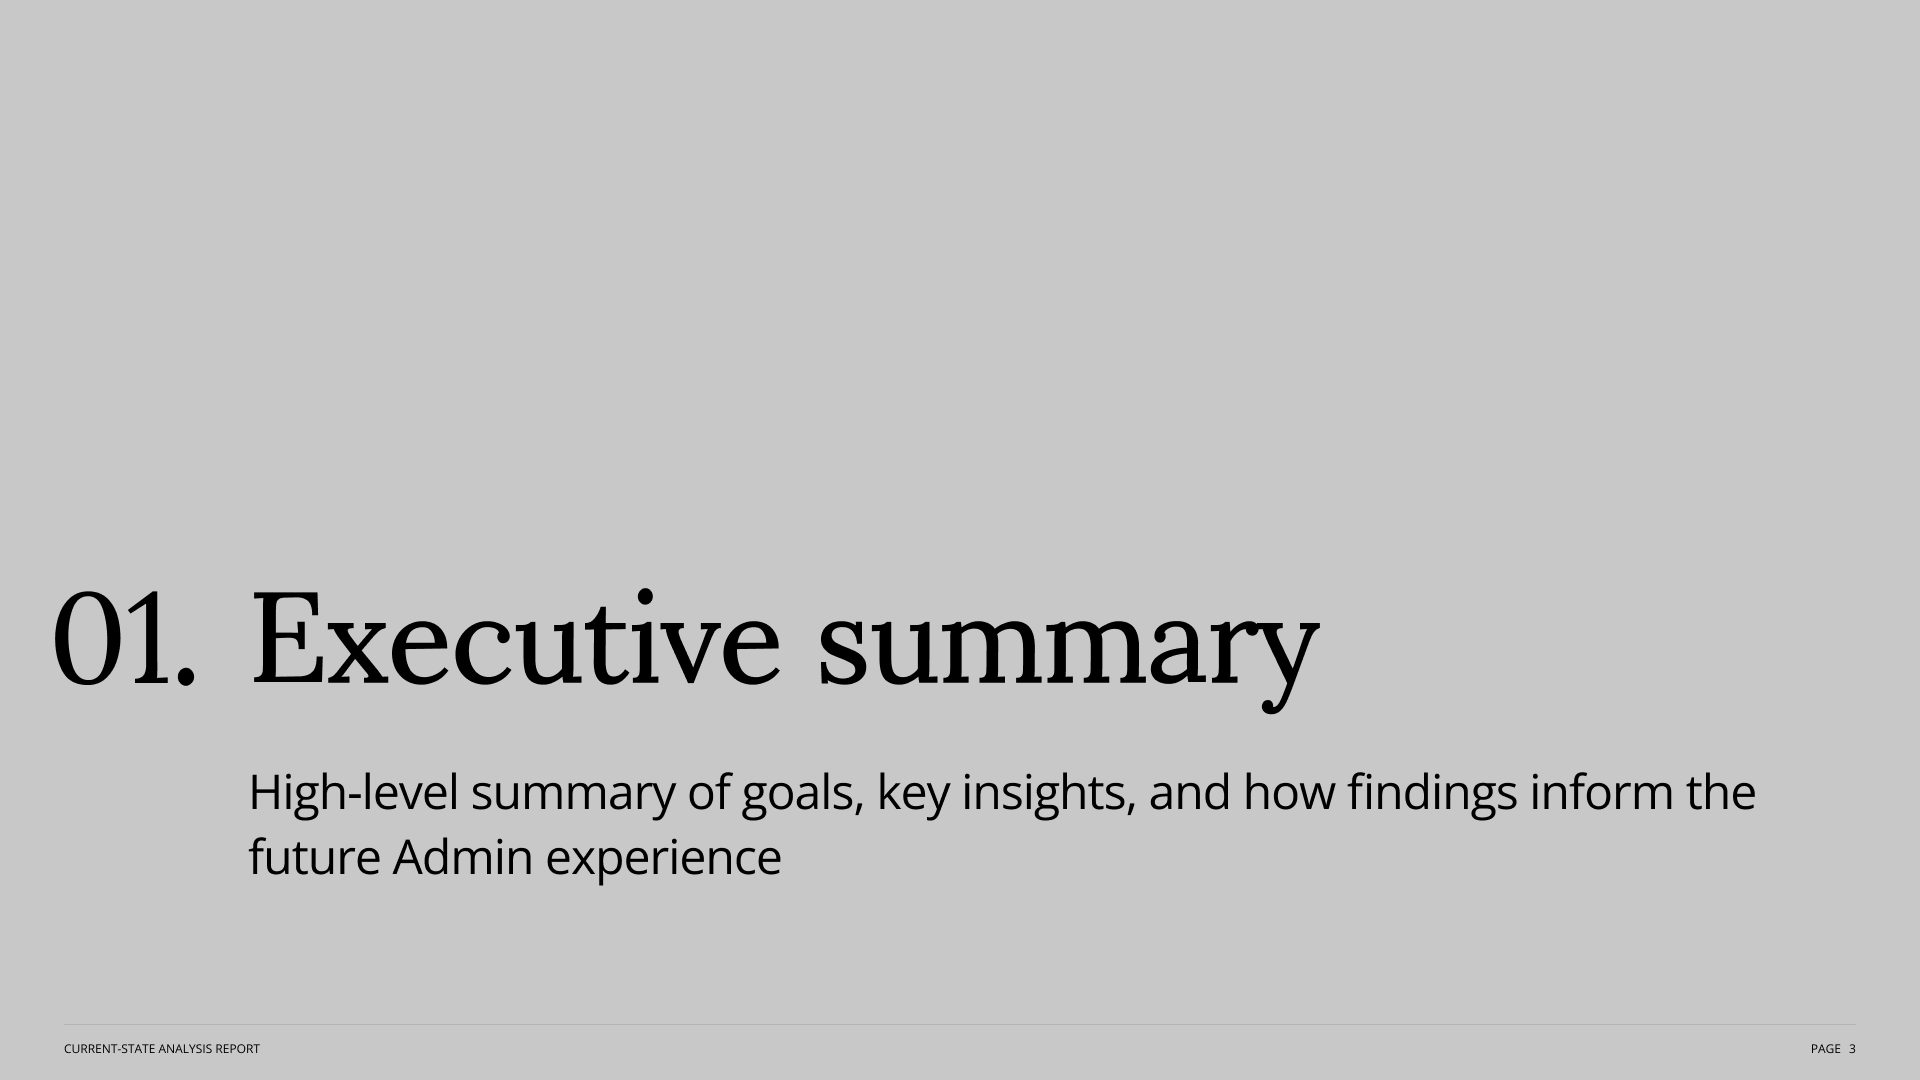 01. Executive summary
High-level summary of goals, key insights, and how findings inform the
future Admin experience
CURRENT-STATE ANALYSIS REPORT
PAGE 3